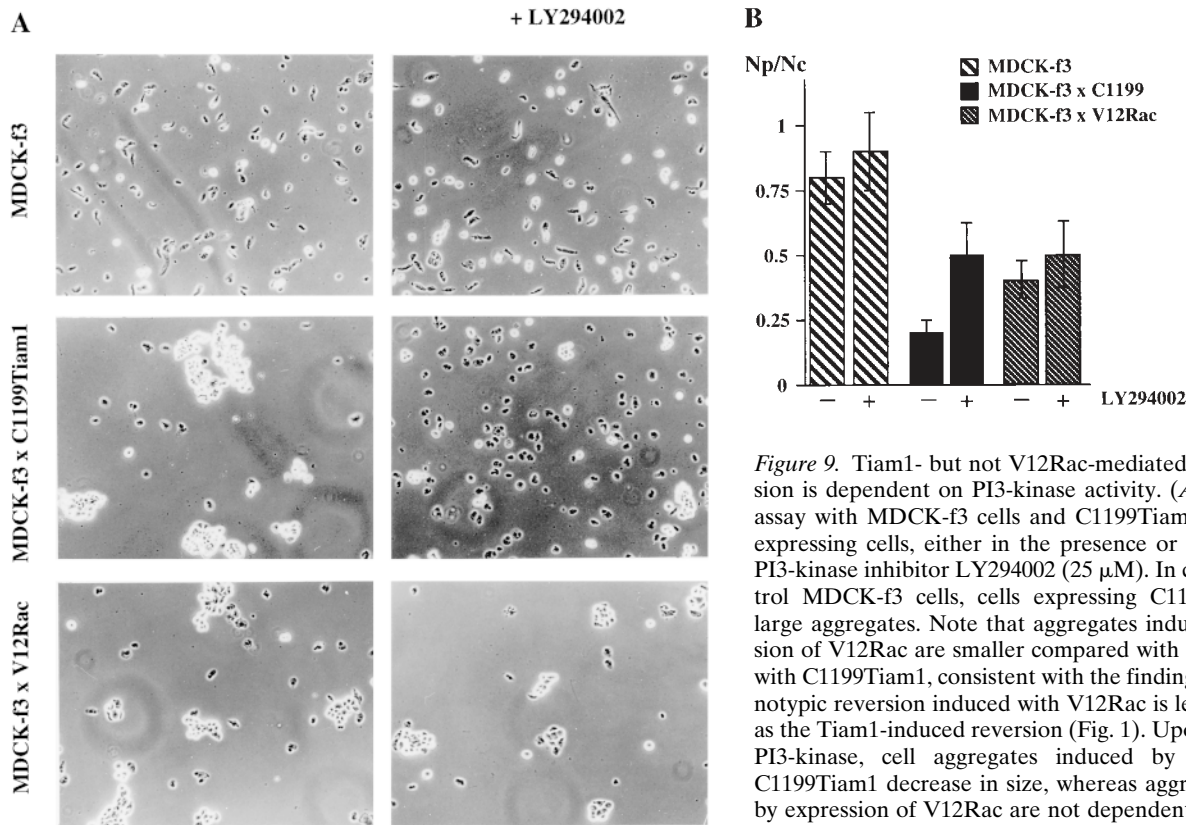 A
+ LY294002
MDCK-f3
MDCK-f3 x C1199Tiam1
MDCK-f3 x V12Rac
B
Np/Nc
MDCK-f3
MDCK-f3 x C1199
MDCK-f3 x V12Rac
1
0.75
0.5
0.25
0
− + − + − + LY294002
Figure 9. Tiam1- but not V12Rac-mediated
sion is dependent on PI3-kinase activity. (A
assay with MDCK-f3 cells and C1199Tiam
expressing cells, either in the presence or
PI3-kinase inhibitor LY294002 (25 μM). In c
trol MDCK-f3 cells, cells expressing C11
large aggregates. Note that aggregates indu
sion of V12Rac are smaller compared with
with C1199Tiam1, consistent with the finding
notypic reversion induced with V12Rac is le
as the Tiam1-induced reversion (Fig. 1). Upo
PI3-kinase, cell aggregates induced by
C1199Tiam1 decrease in size, whereas aggr
by expression of V12Rac are not dependent